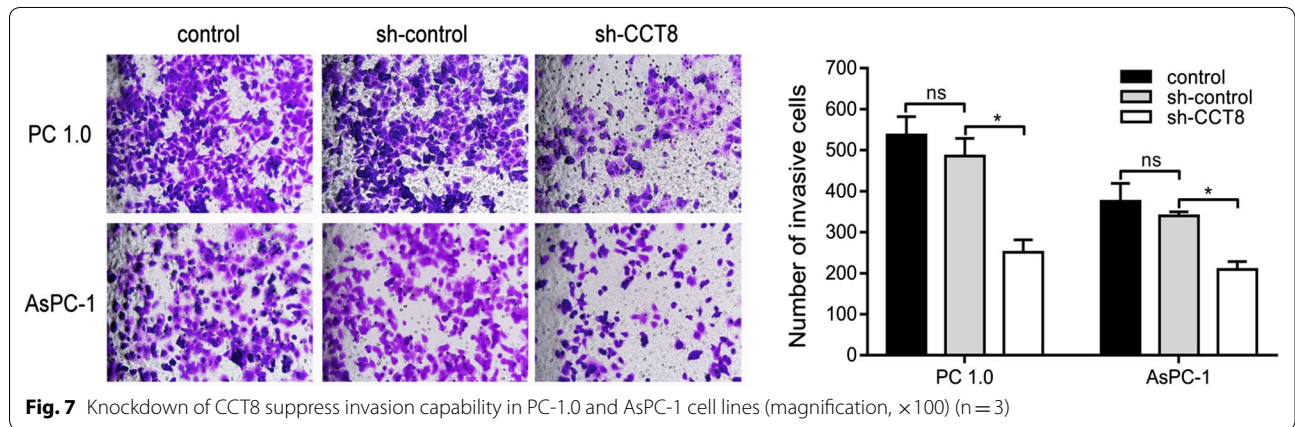 control
sh-control
sh-CCT8
PC 1.0
AsPC-1
Number of invasive cells
700
600
500
400
300
200
100
0
control
sh-control
sh-CCT8
ns
*
ns
*
PC 1.0
AsPC-1
Fig. 7 Knockdown of CCT8 suppress invasion capability in PC-1.0 and AsPC-1 cell lines (magnification, ×100) (n = 3)